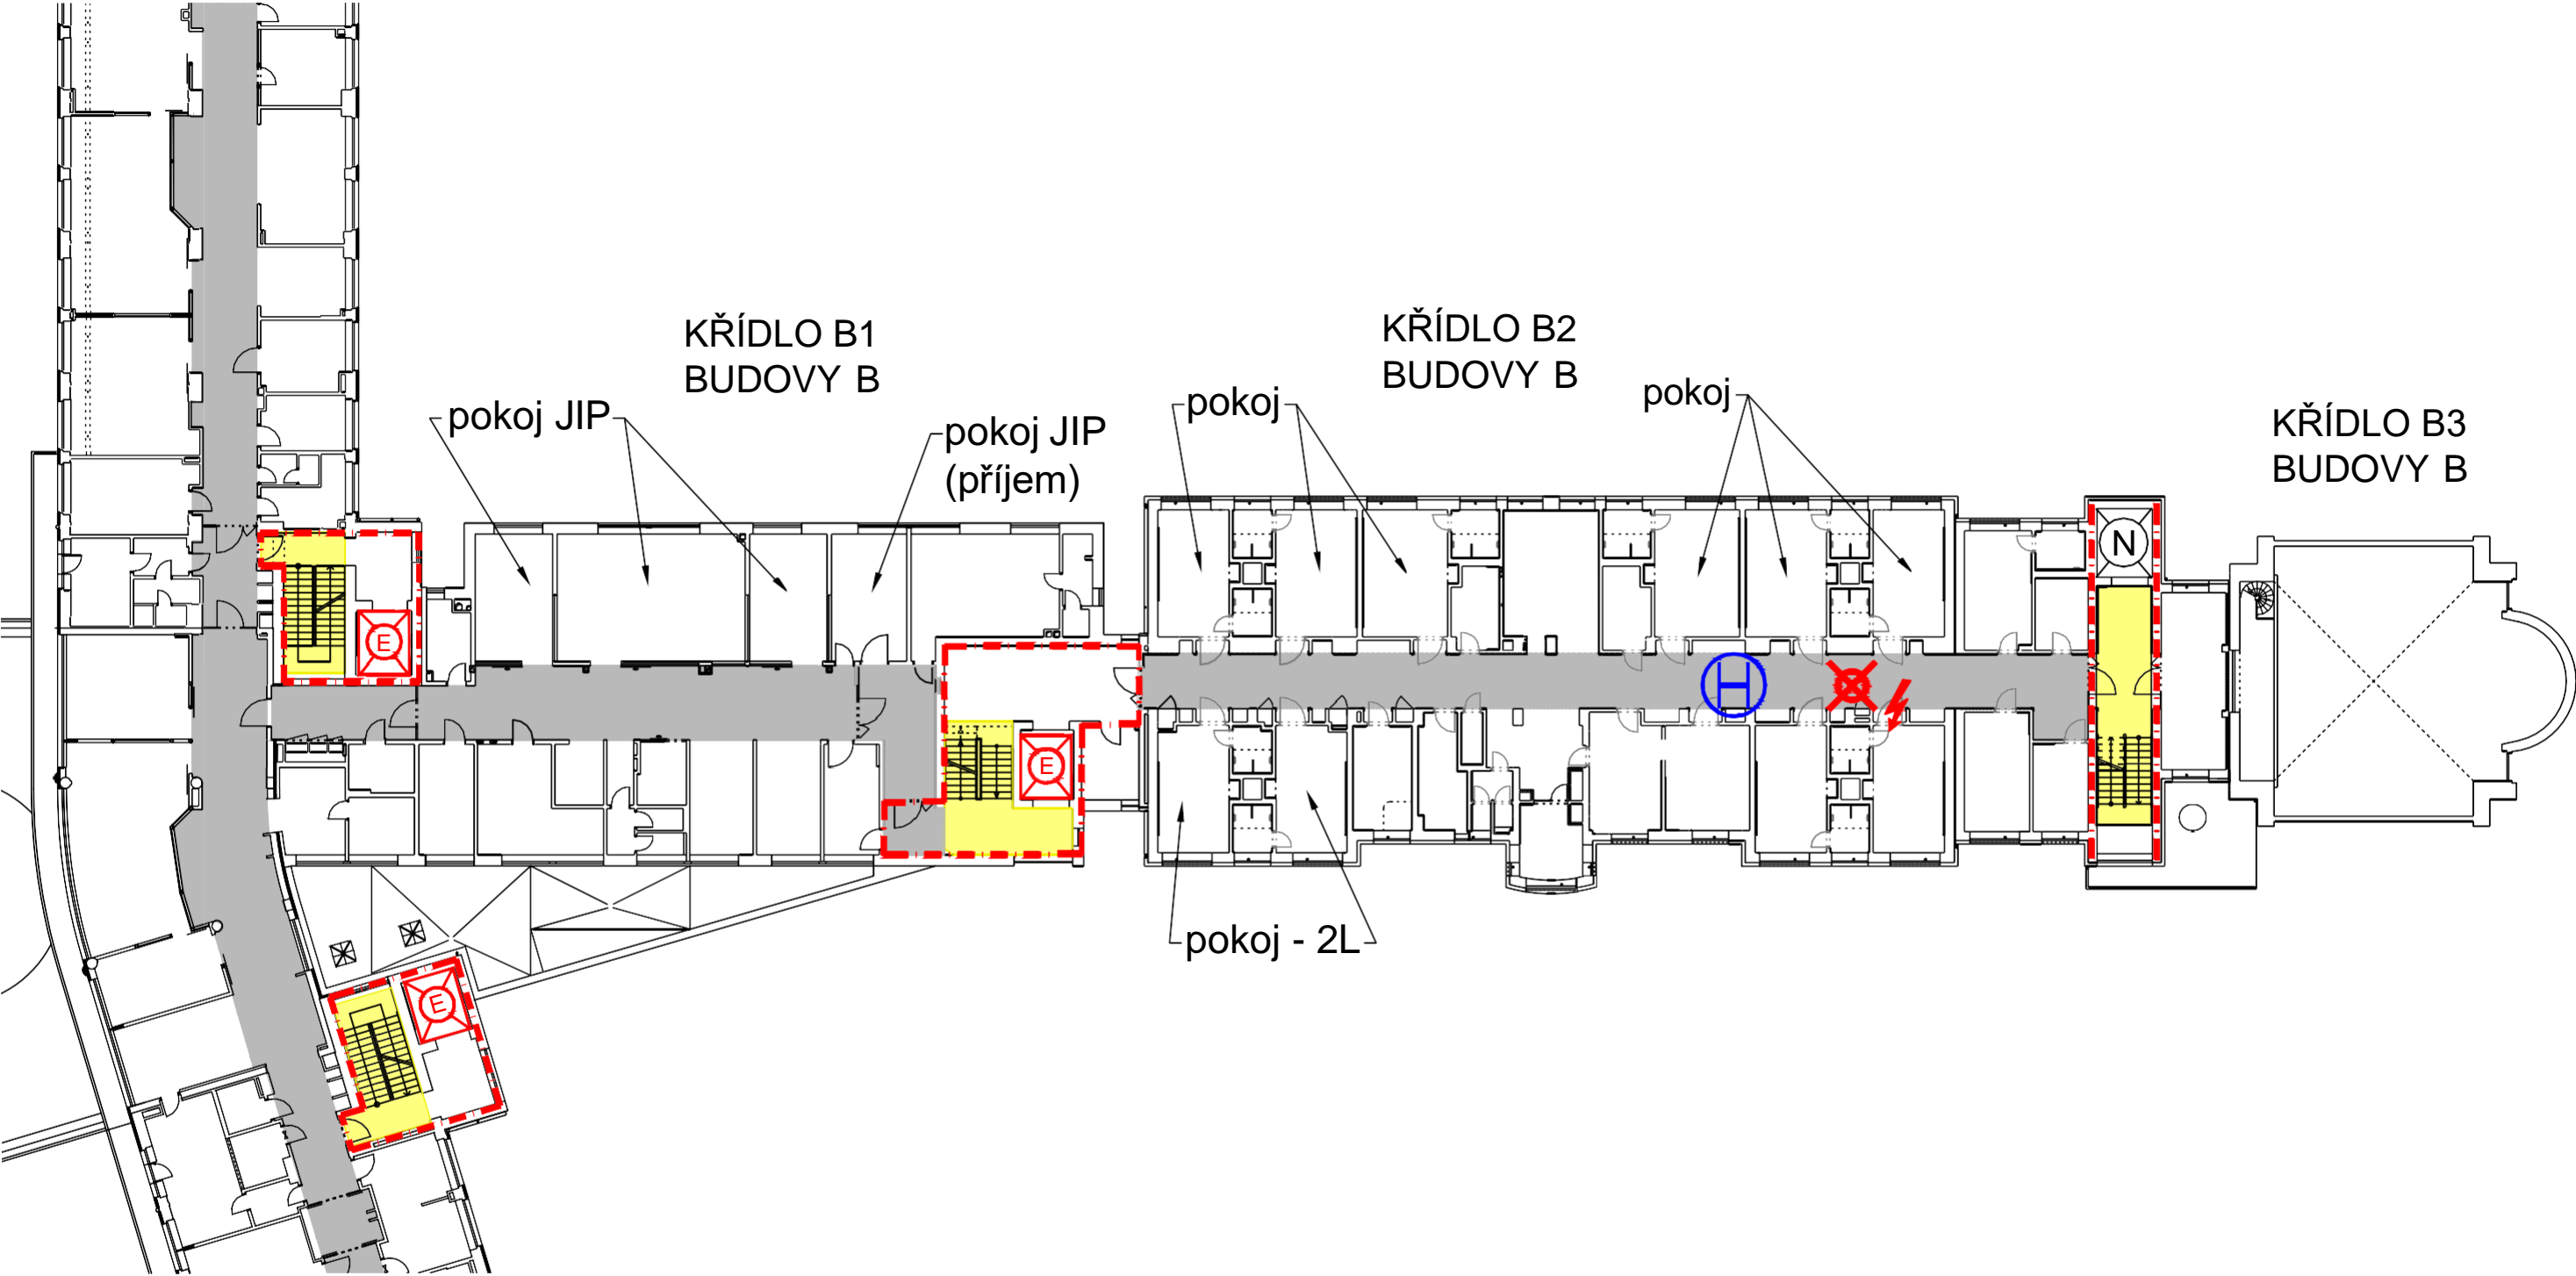 KŘÍDLO B1
BUDOVY B
KŘÍDLO B2
BUDOVY B
KŘÍDLO B3
BUDOVY B
pokoj JIP
pokoj JIP
(příjem)
pokoj
pokoj
N
E
H
E
pokoj - 2L
E